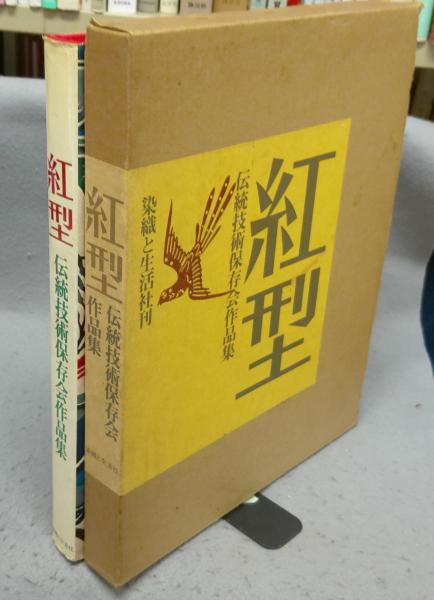 紅型
伝統技術保存会作品集
染織と生活社刊
紅型
伝統技術保存会
作品集
紅型
伝統技術保存会作品集